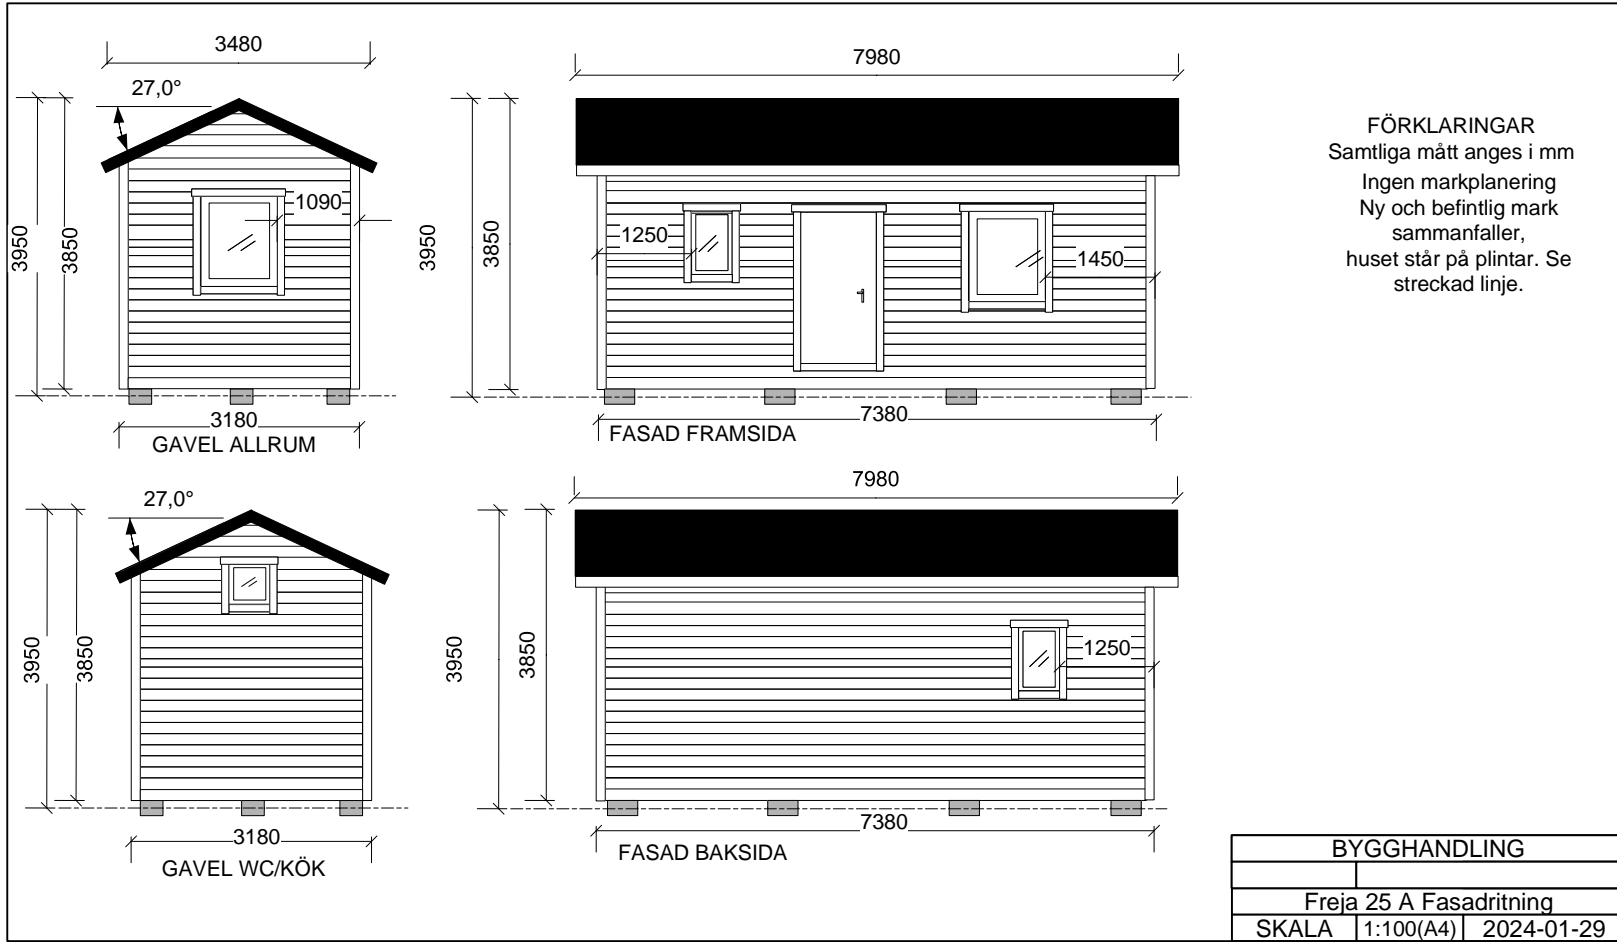 3480
27,0°
1090
3950
3850
3180
GAVEL ALLRUM
7980
3950
3850
1250
1450
7380
FASAD FRAMSIDA
FÖRKLARINGAR
Samtliga mått anges i mm
Ingen markplanering
Ny och befintlig mark
sammanfaller,
huset står på plintar. Se
streckad linje.
27,0°
3950
3850
3180
GAVEL WC/KÖK
7980
3950
3850
1250
7380
FASAD BAKSIDA
BYGGHANDLING
Freja 25 A Fasadritning
SKALA 1:100(A4) 2024-01-29